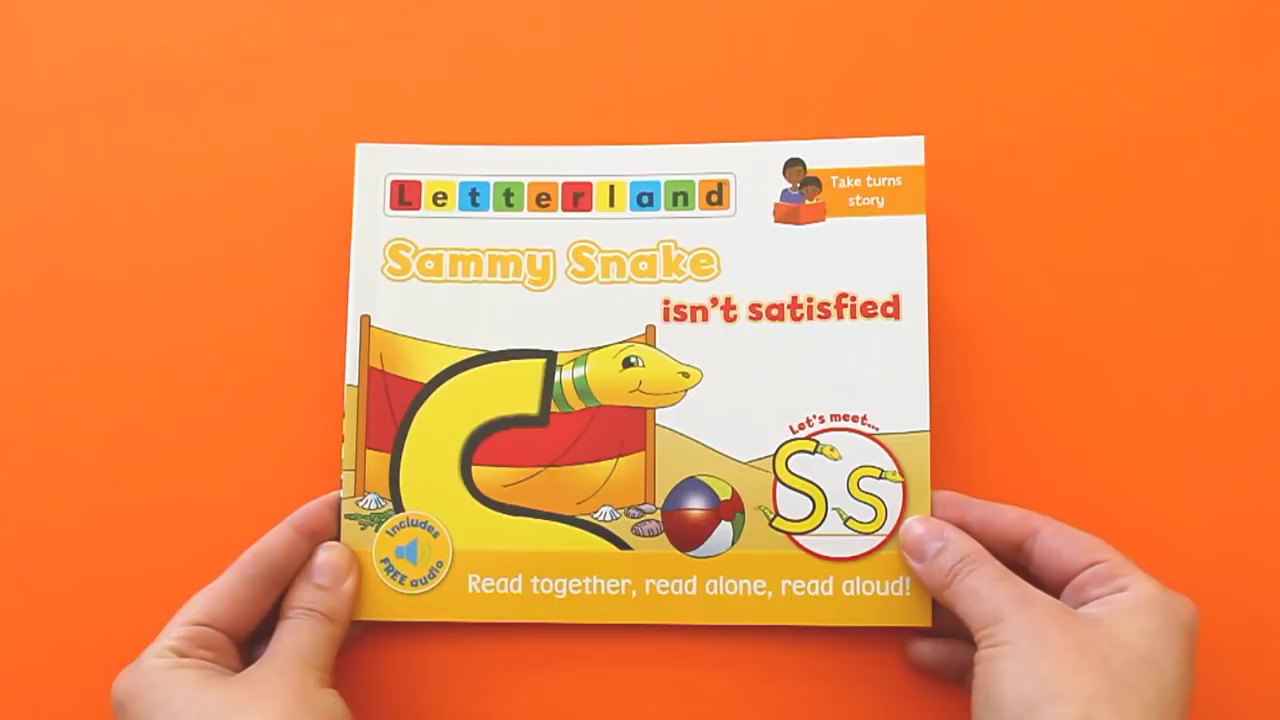 Letterland
Take turns
story
Sammy Snake
isn't satisfied
Let's meet...
Ss
Includes
FREE audio
Read together, read alone, read aloud!